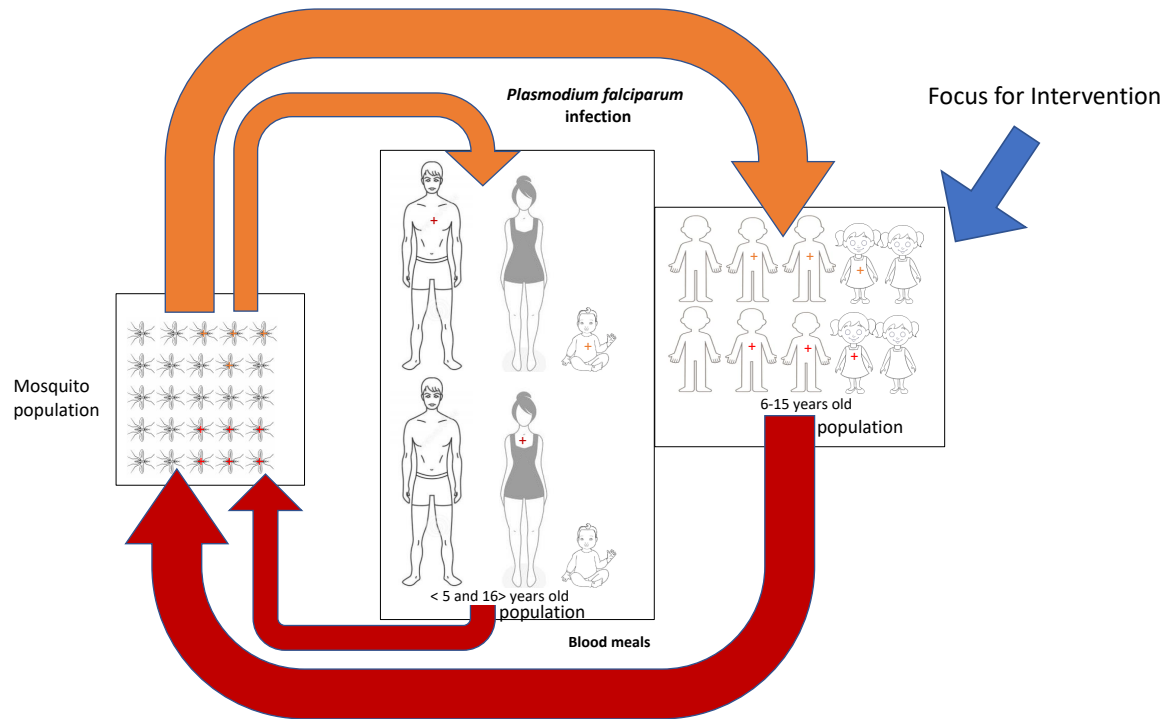 Plasmodium falciparum
infection
Focus for Intervention
Mosquito
population
6-15 years old
population
< 5 and 16> years old
population
Blood meals